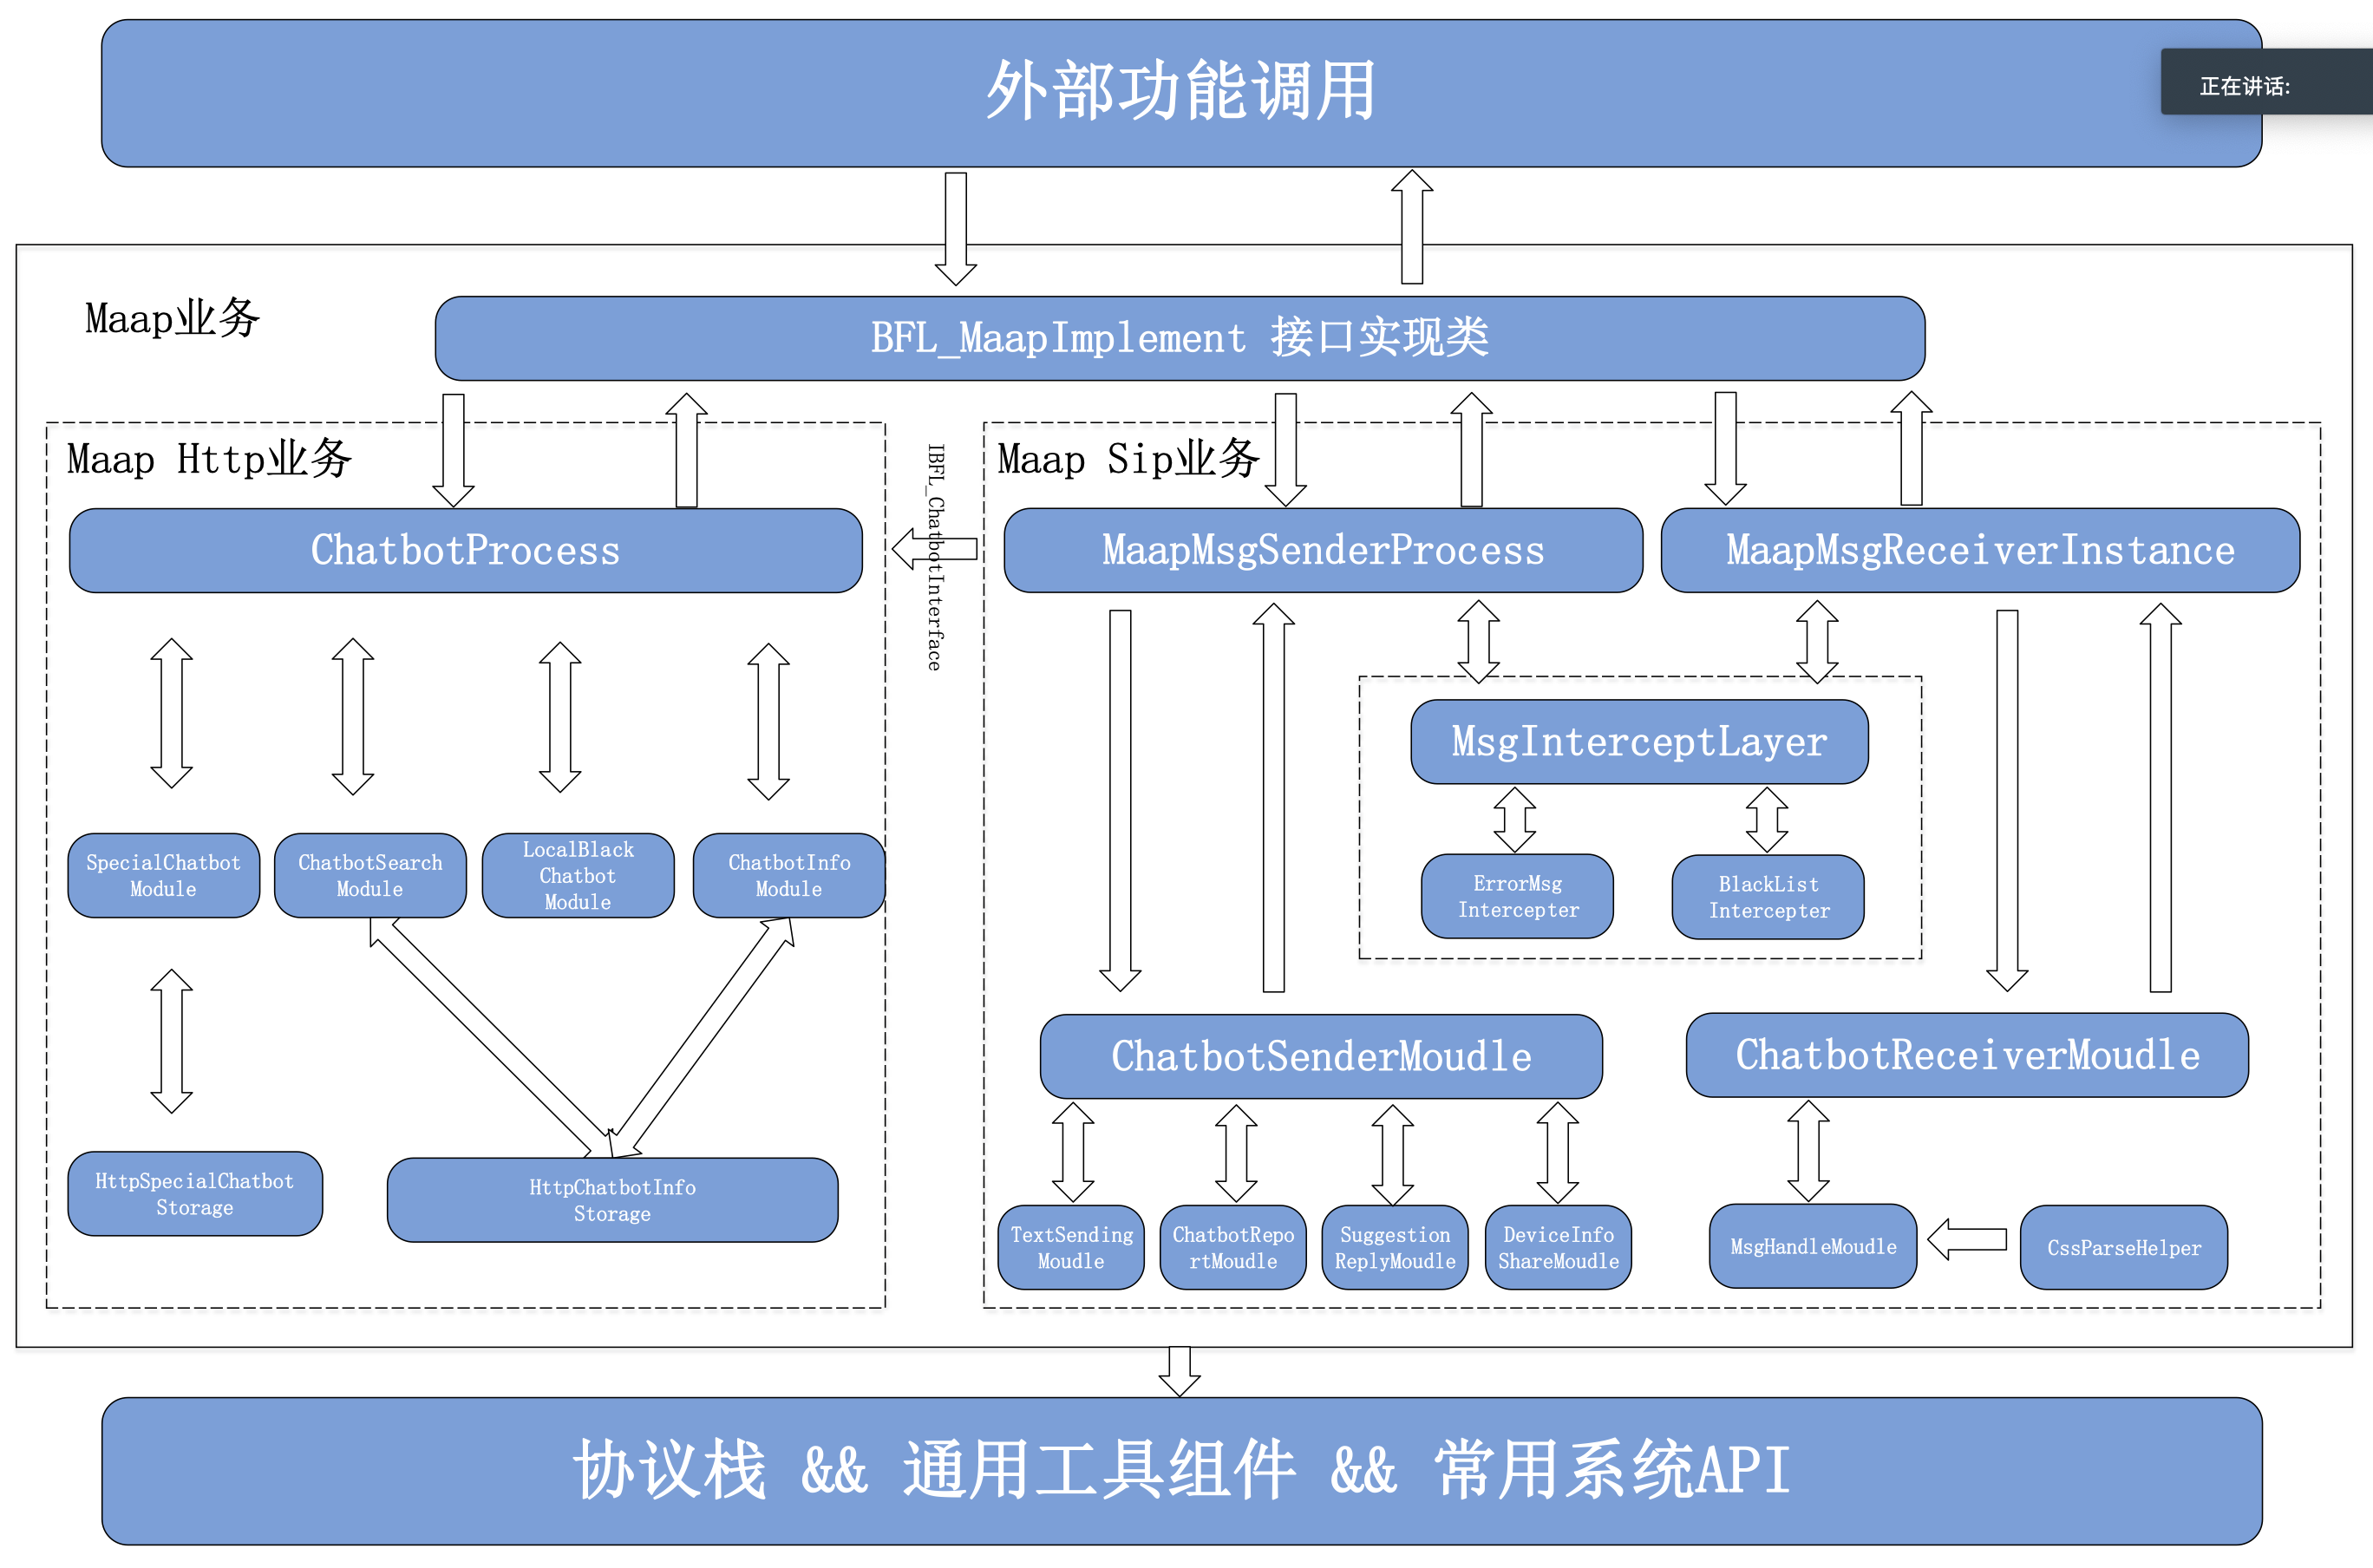 外部功能调用
正在讲话:
Maap业务
BFL_MaapImplement 接口实现类
Maap Http业务
IBFL_ChatbotInterface
Maap Sip业务
ChatbotProcess
MaapMsgSenderProcess
MaapMsgReceiverInstance
MsgInterceptLayer
SpecialChatbot
Module
ChatbotSearch
Module
LocalBlack
Chatbot
Module
ChatbotInfo
Module
ErrorMsg
Intercepter
BlackList
Intercepter
ChatbotSenderMoudle
ChatbotReceiverMoudle
HttpSpecialChatbot
Storage
HttpChatbotInfo
Storage
TextSending
Moudle
ChatbotRepo
rtMoudle
Suggestion
ReplyMoudle
DeviceInfo
ShareMoudle
MsgHandleMoudle
CssParseHelper
协议栈 && 通用工具组件 && 常用系统API